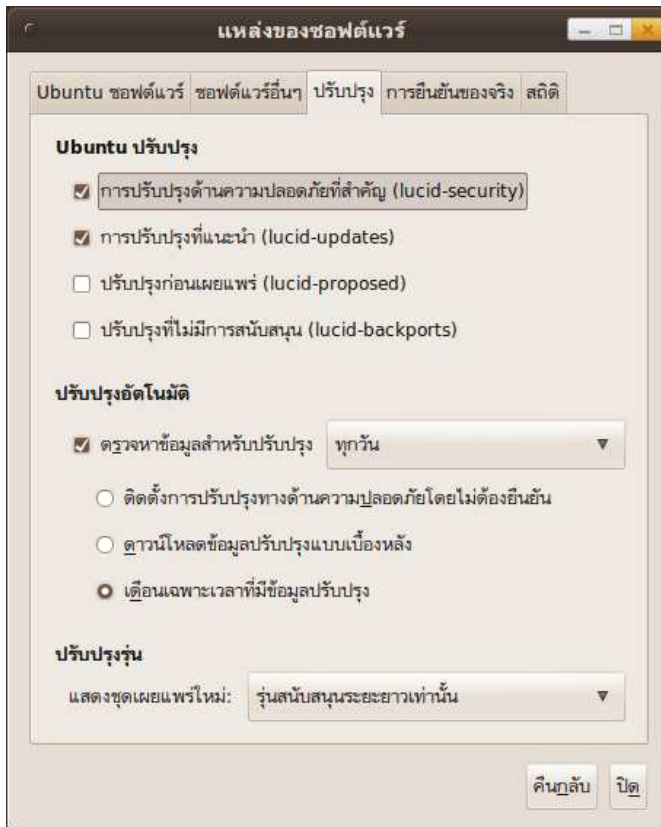 แหล่งของซอฟต์แวร์
Ubuntu ซอฟต์แวร์ ซอฟต์แวร์อื่นๆ ปรับปรุง การยืนยันของจริง สถิติ
Ubuntu ปรับปรุง
การปรับปรุงด้านความปลอดภัยที่สำคัญ (lucid-security)
การปรับปรุงที่แนะนำ (lucid-updates)
ปรับปรุงก่อนเผยแพร่ (lucid-proposed)
ปรับปรุงที่ไม่มีการสนับสนุน (lucid-backports)
ปรับปรุงอัตโนมัติ
ตรวจหาข้อมูลสำหรับปรับปรุง ทุกวัน
ติดตั้งการปรับปรุงทางด้านความปลอดภัยโดยไม่ต้องยืนยัน
ดาวน์โหลดข้อมูลปรับปรุงแบบเบื้องหลัง
เตือนเฉพาะเวลาที่มีข้อมูลปรับปรุง
ปรับปรุงรุ่น
แสดงชุดเผยแพร่ใหม่: รุ่นสนับสนุนระยะยาวเท่านั้น
คืนกลับ ปิด